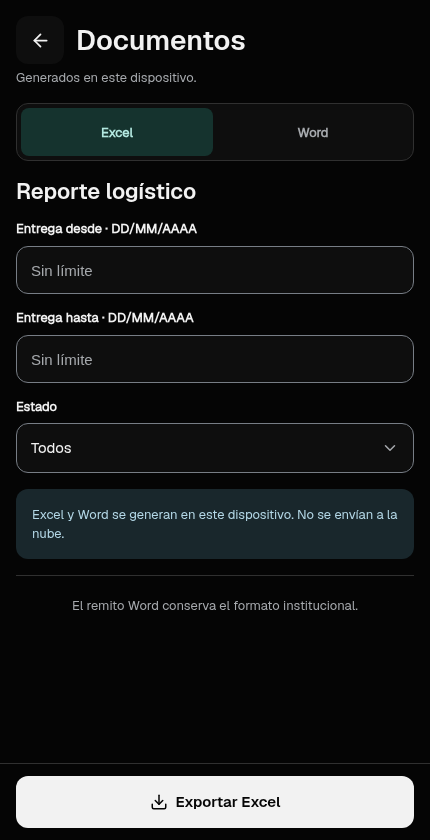 Documentos
Generados en este dispositivo.
Excel
Word
Reporte logístico
Entrega desde · DD/MM/AAAA
Sin límite
Entrega hasta · DD/MM/AAAA
Sin límite
Estado
Todos
Excel y Word se generan en este dispositivo. No se envían a la
nube.
El remito Word conserva el formato institucional.
Exportar Excel